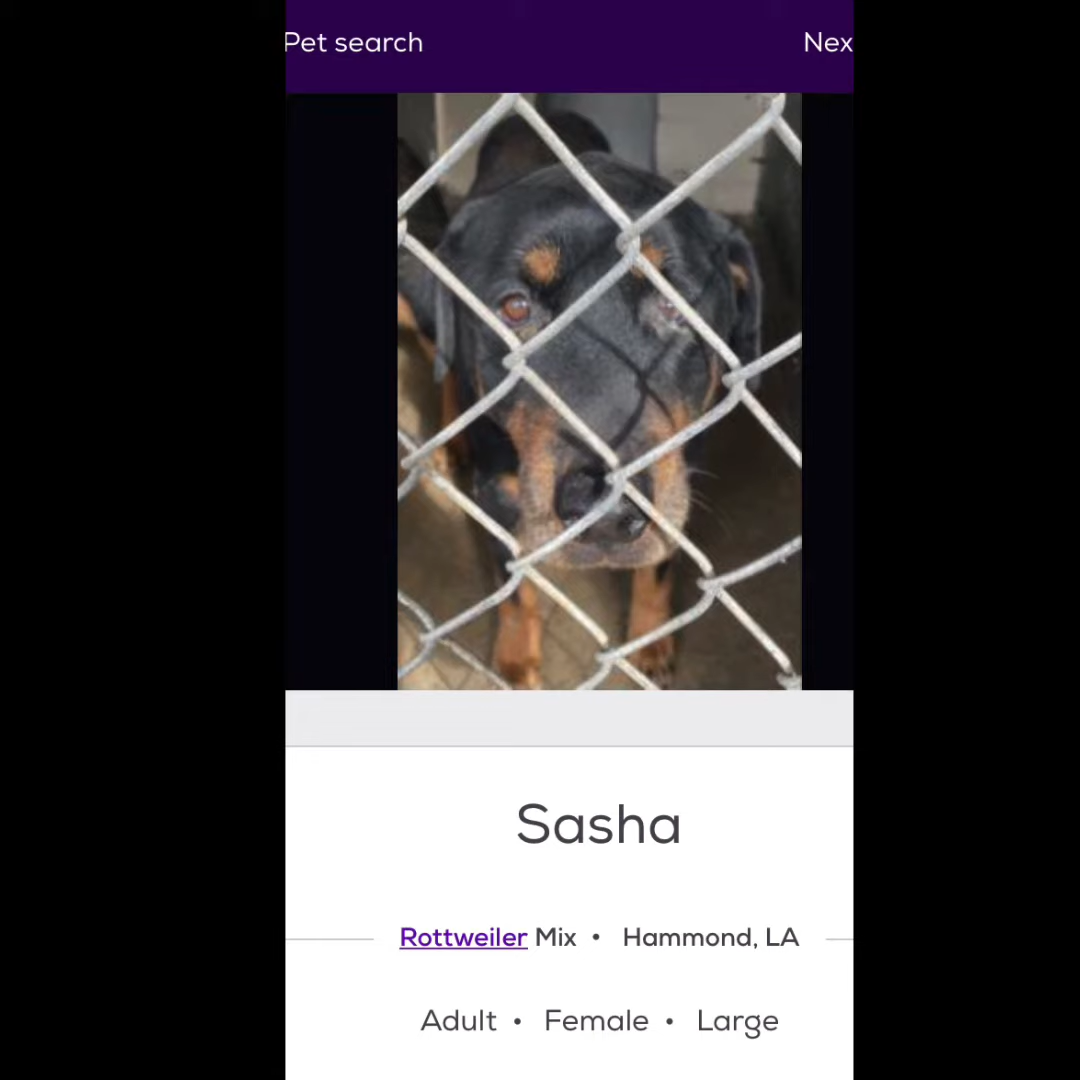 Pet search Nex
Sasha
Rottweiler Mix • Hammond, LA
Adult • Female • Large